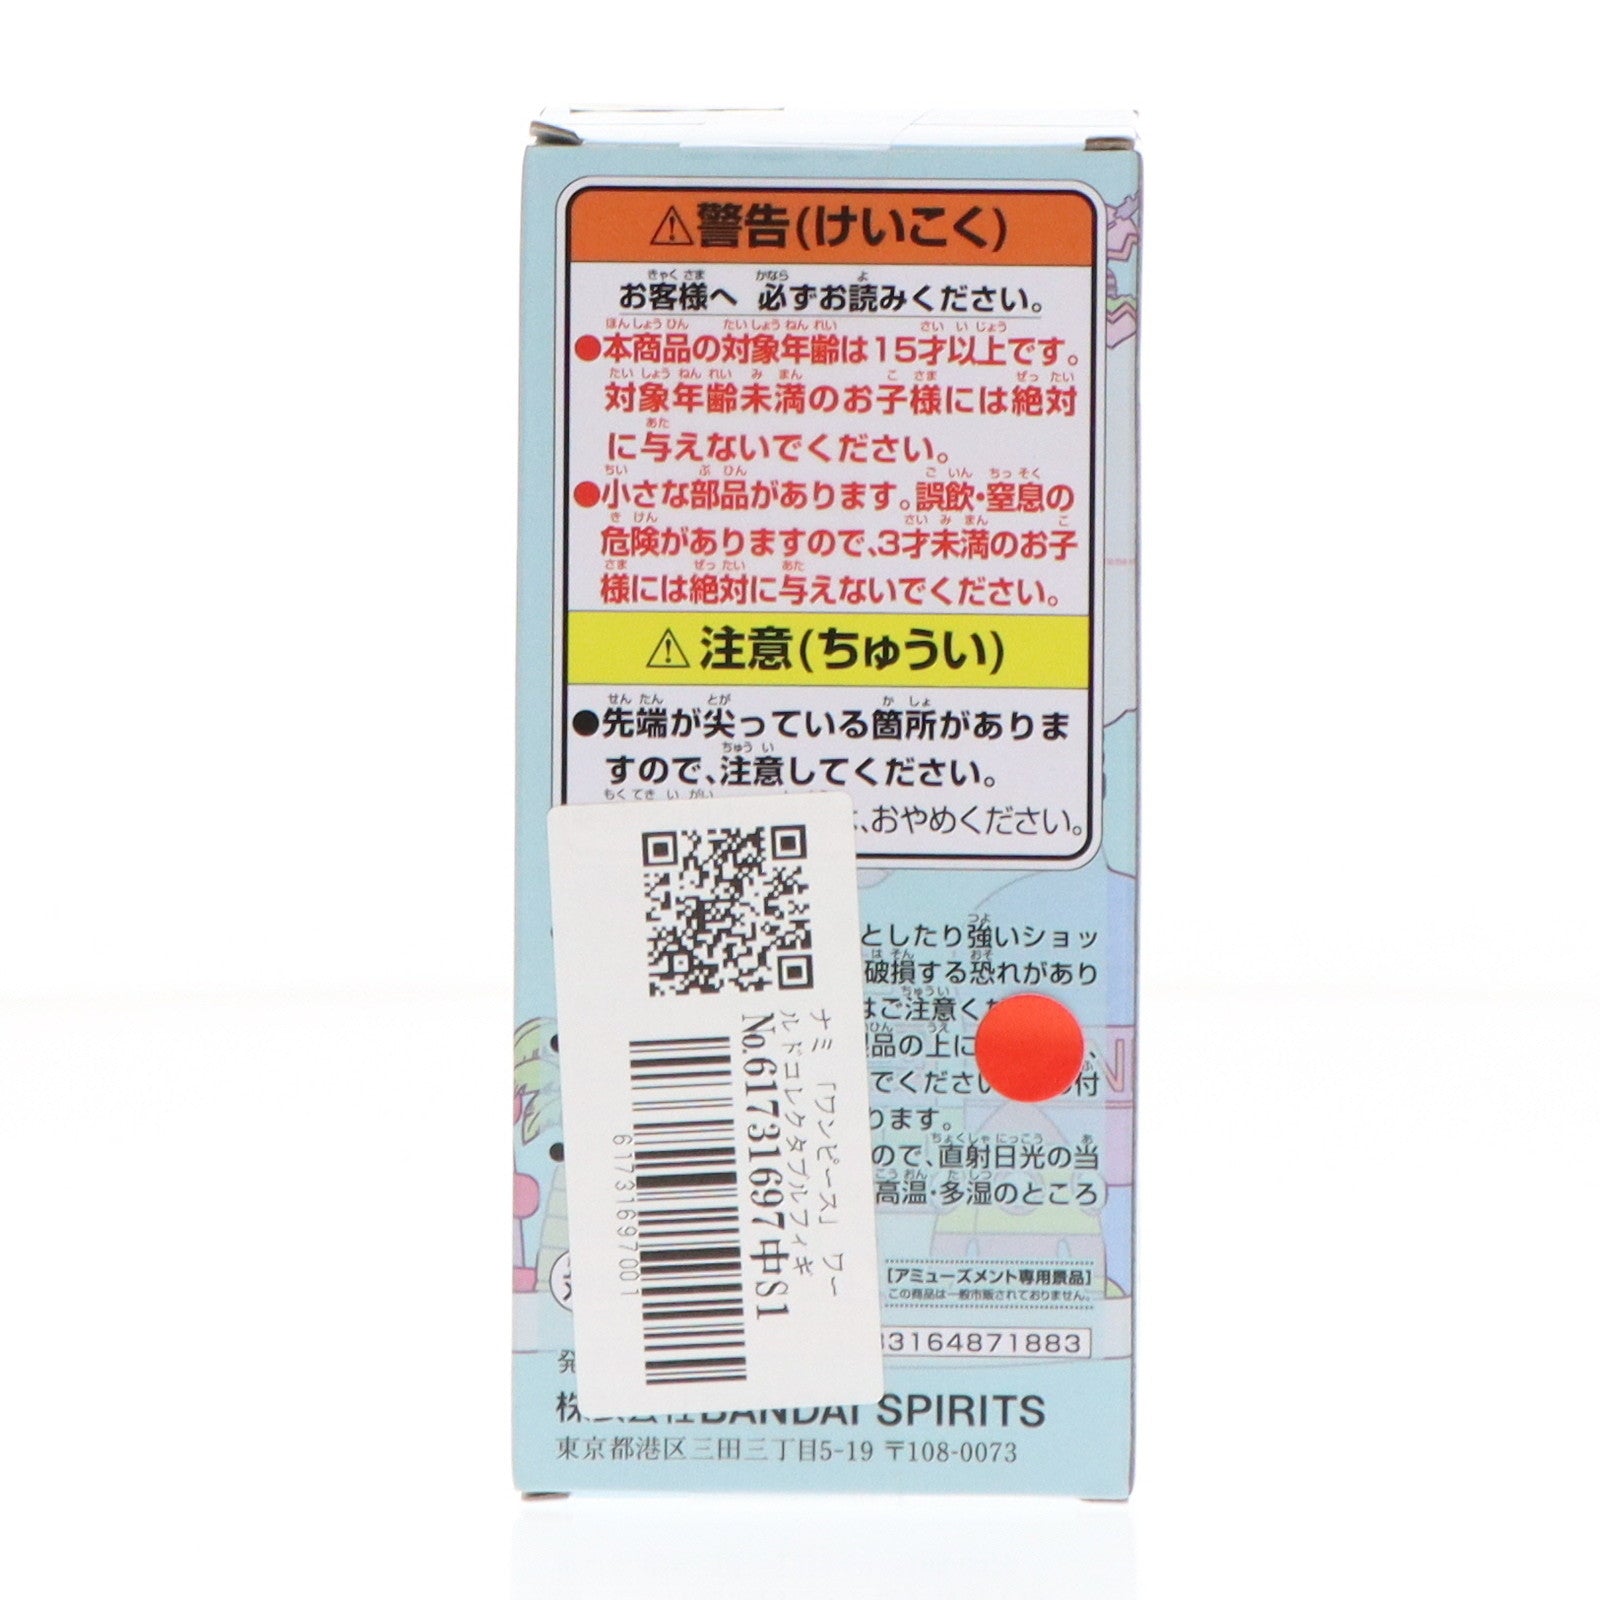 ⚠警告(けいこく)
お客様へ 必ずお読みください。
●本商品の対象年齢は15才以上です。
対象年齢未満のお子様には絶対
に与えないでください。
●小さな部品があります。誤飲・窒息の
危険がありますので、3才未満のお子
様には絶対に与えないでください。
⚠注意(ちゅうい)
●先端が尖っている箇所がありま
すので、注意してください。
、おやめください。
としたり強いショッ
破損する恐れがあり
はご注意く
品の上に
でください
付
ります。
ので、直射日光の当
高温・多湿のところ
[アミューズメント専用景品]
この商品は一般市販されておりません。
3164871883
発
株式会社BANDAI SPIRITS
東京都港区三田三丁目5-19 〒108-0073
ナミ 「ワンピース」 ワー
ルドコレクタブルフィギ
No.61731697中S1
61731697001